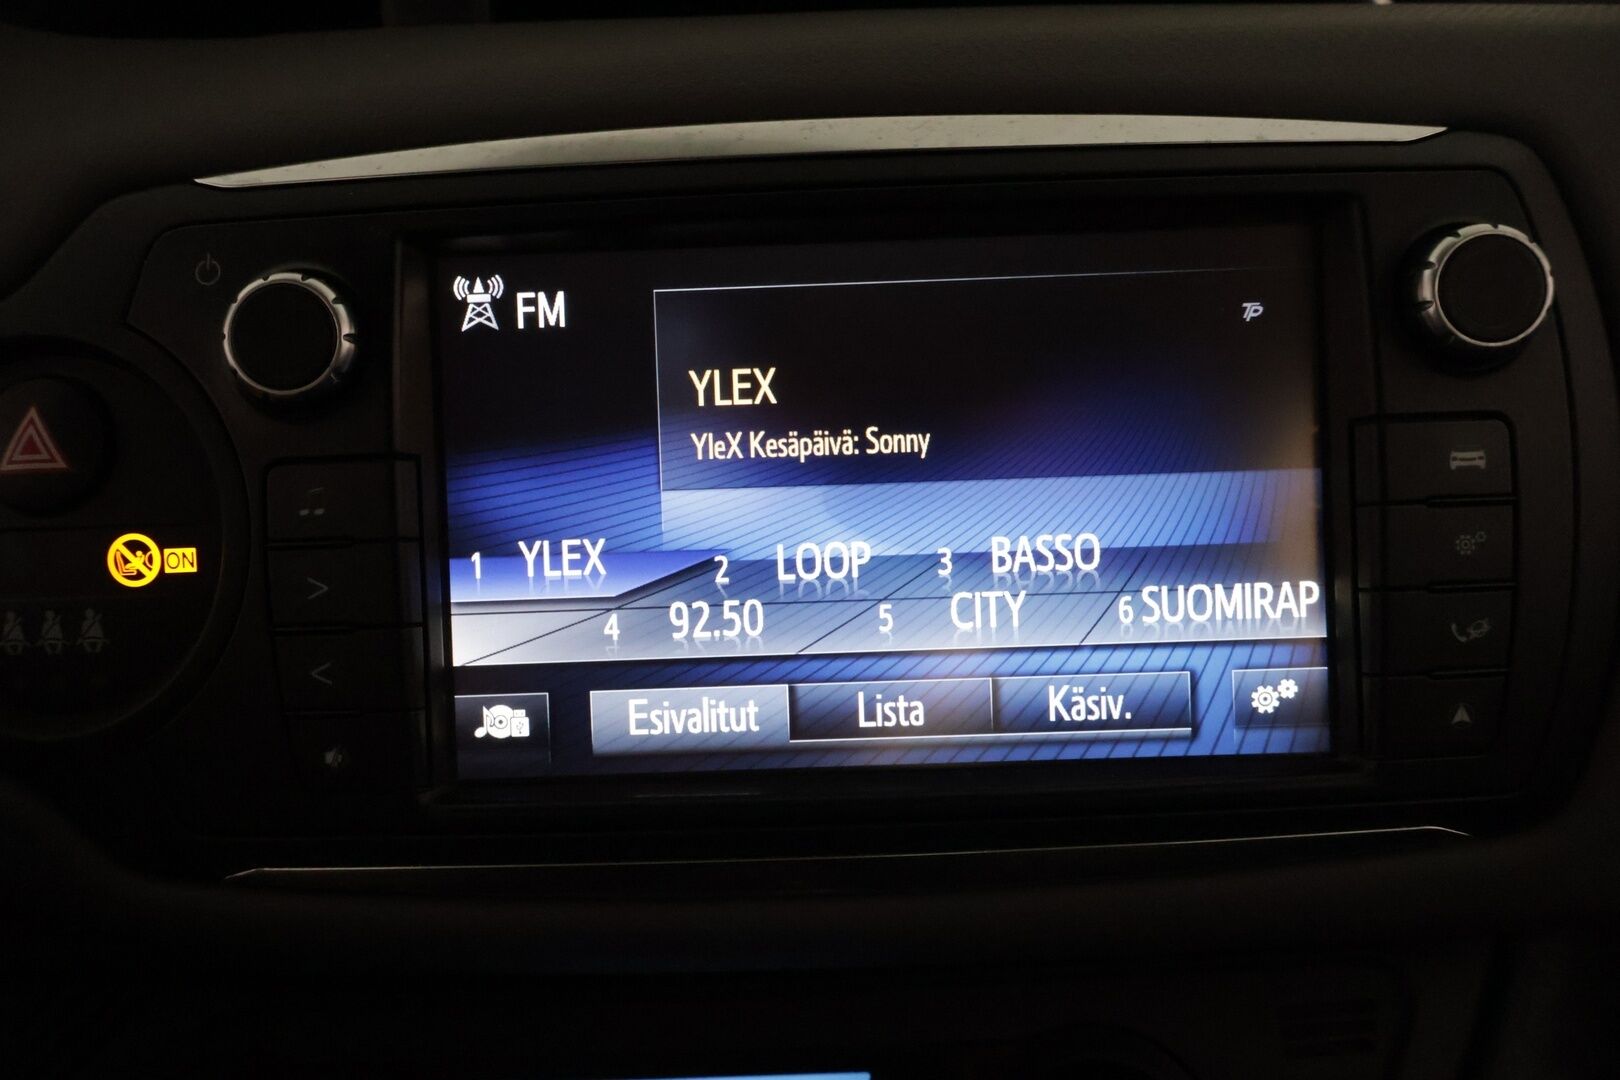 FM
TP
YLEX
YleX Kesäpäivä: Sonny
1 YLEX
2 LOOP
3 BASSO
4 92.50
5 CITY
6 SUOMIRAP
Esivalitut
Lista
Käsiv.
ON